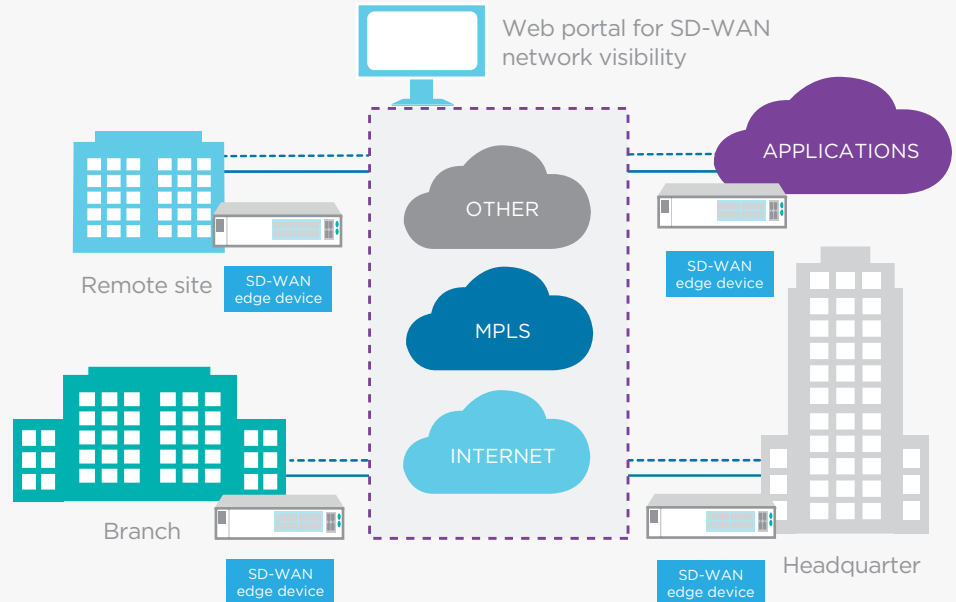 Web portal for SD-WAN
network visibility
APPLICATIONS
OTHER
Remote site
SD-WAN
edge device
SD-WAN
edge device
MPLS
INTERNET
Branch
SD-WAN
edge device
SD-WAN
edge device
Headquarter